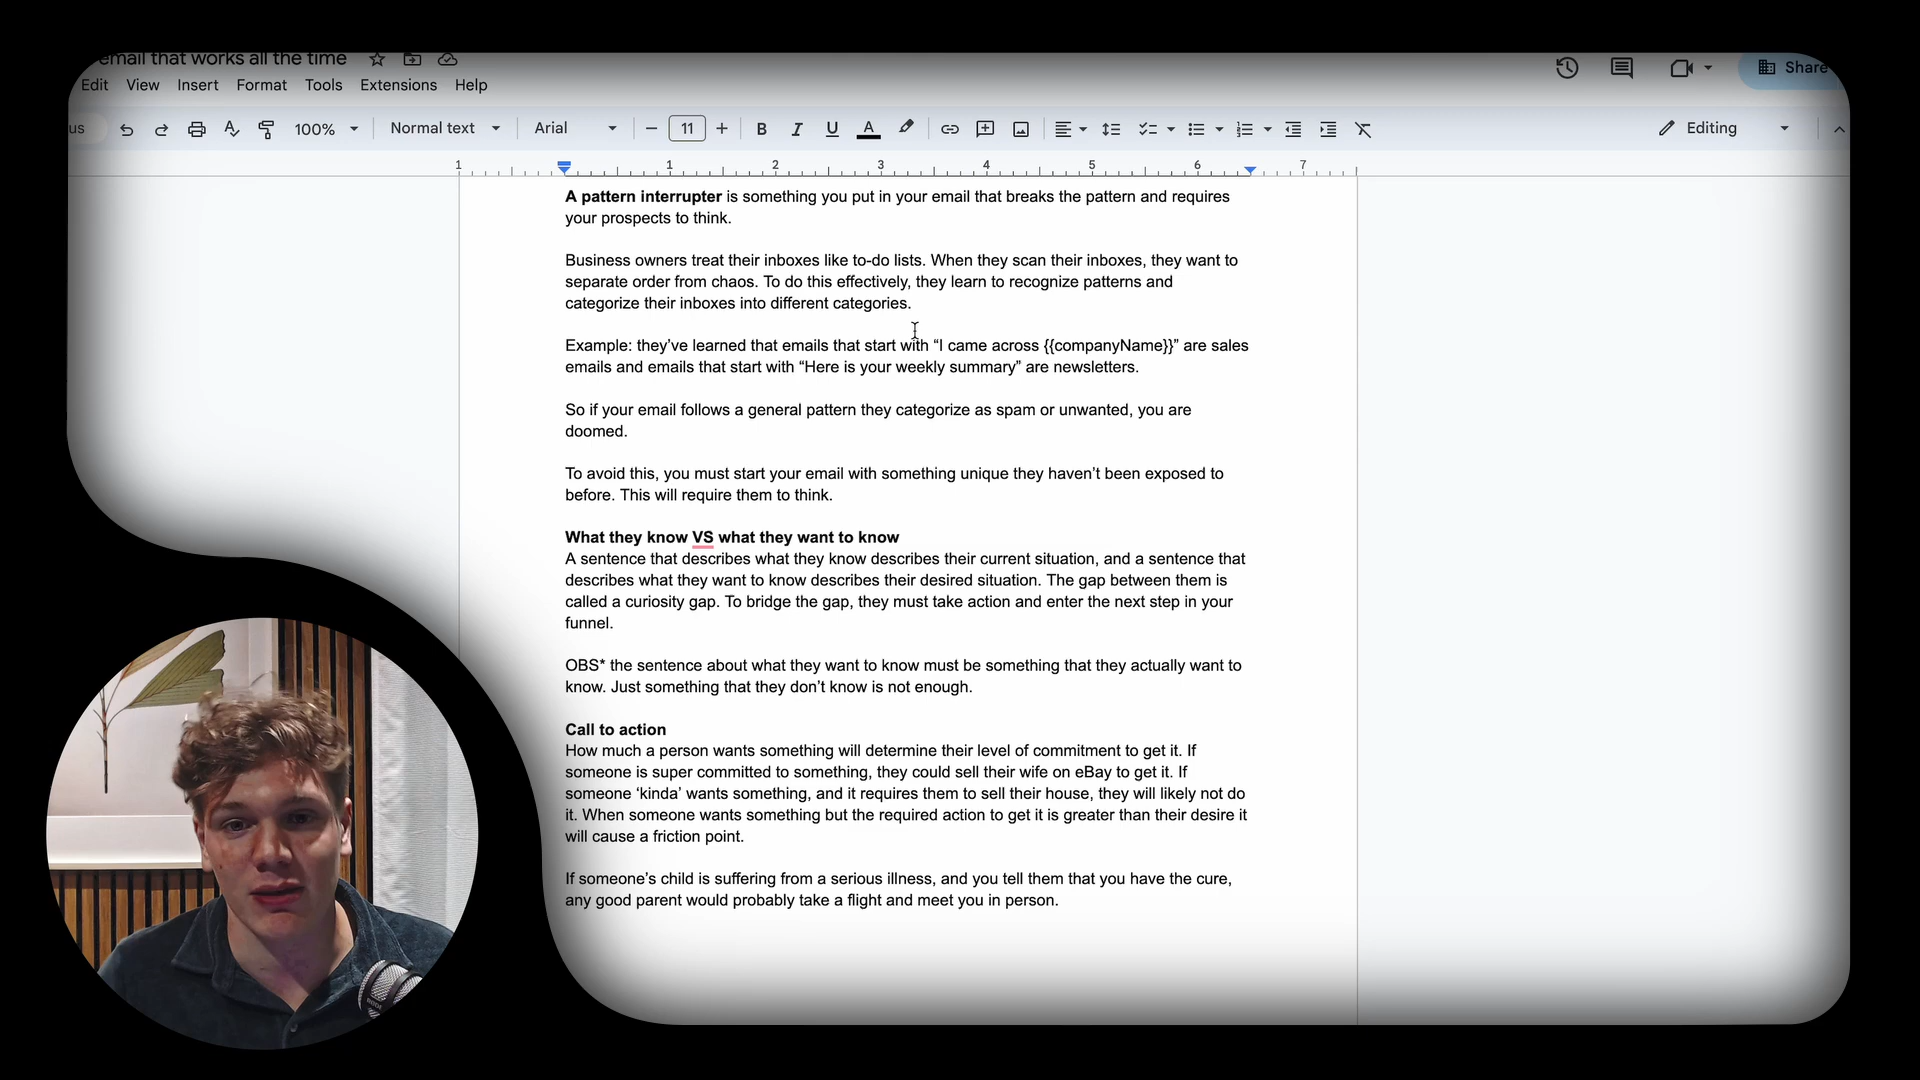 email that works all the time
Edit View Insert Format Tools Extensions Help
Share
us 100% Normal text Arial 11 B I U A Editing
1 1 2 3 4 5 6 7
A pattern interrupter is something you put in your email that breaks the pattern and requires
your prospects to think.
Business owners treat their inboxes like to-do lists. When they scan their inboxes, they want to
separate order from chaos. To do this effectively, they learn to recognize patterns and
categorize their inboxes into different categories.
Example: they’ve learned that emails that start with “I came across {{companyName}}” are sales
emails and emails that start with “Here is your weekly summary” are newsletters.
So if your email follows a general pattern they categorize as spam or unwanted, you are
doomed.
To avoid this, you must start your email with something unique they haven’t been exposed to
before. This will require them to think.
What they know VS what they want to know
A sentence that describes what they know describes their current situation, and a sentence that
describes what they want to know describes their desired situation. The gap between them is
called a curiosity gap. To bridge the gap, they must take action and enter the next step in your
funnel.
OBS* the sentence about what they want to know must be something that they actually want to
know. Just something that they don’t know is not enough.
Call to action
How much a person wants something will determine their level of commitment to get it. If
someone is super committed to something, they could sell their wife on eBay to get it. If
someone ‘kinda’ wants something, and it requires them to sell their house, they will likely not do
it. When someone wants something but the required action to get it is greater than their desire it
will cause a friction point.
If someone’s child is suffering from a serious illness, and you tell them that you have the cure,
any good parent would probably take a flight and meet you in person.
RODE